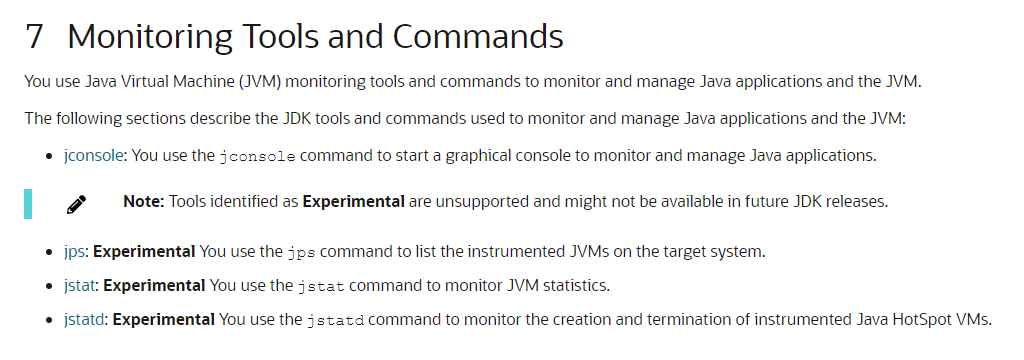 7 Monitoring Tools and Commands
You use Java Virtual Machine (JVM) monitoring tools and commands to monitor and manage Java applications and the JVM.
The following sections describe the JDK tools and commands used to monitor and manage Java applications and the JVM:
• jconsole: You use the jconsole command to start a graphical console to monitor and manage Java applications.
Note: Tools identified as Experimental are unsupported and might not be available in future JDK releases.
• jps: Experimental You use the jps command to list the instrumented JVMs on the target system.
• jstat: Experimental You use the jstat command to monitor JVM statistics.
• jstatd: Experimental You use the jstatd command to monitor the creation and termination of instrumented Java HotSpot VMs.